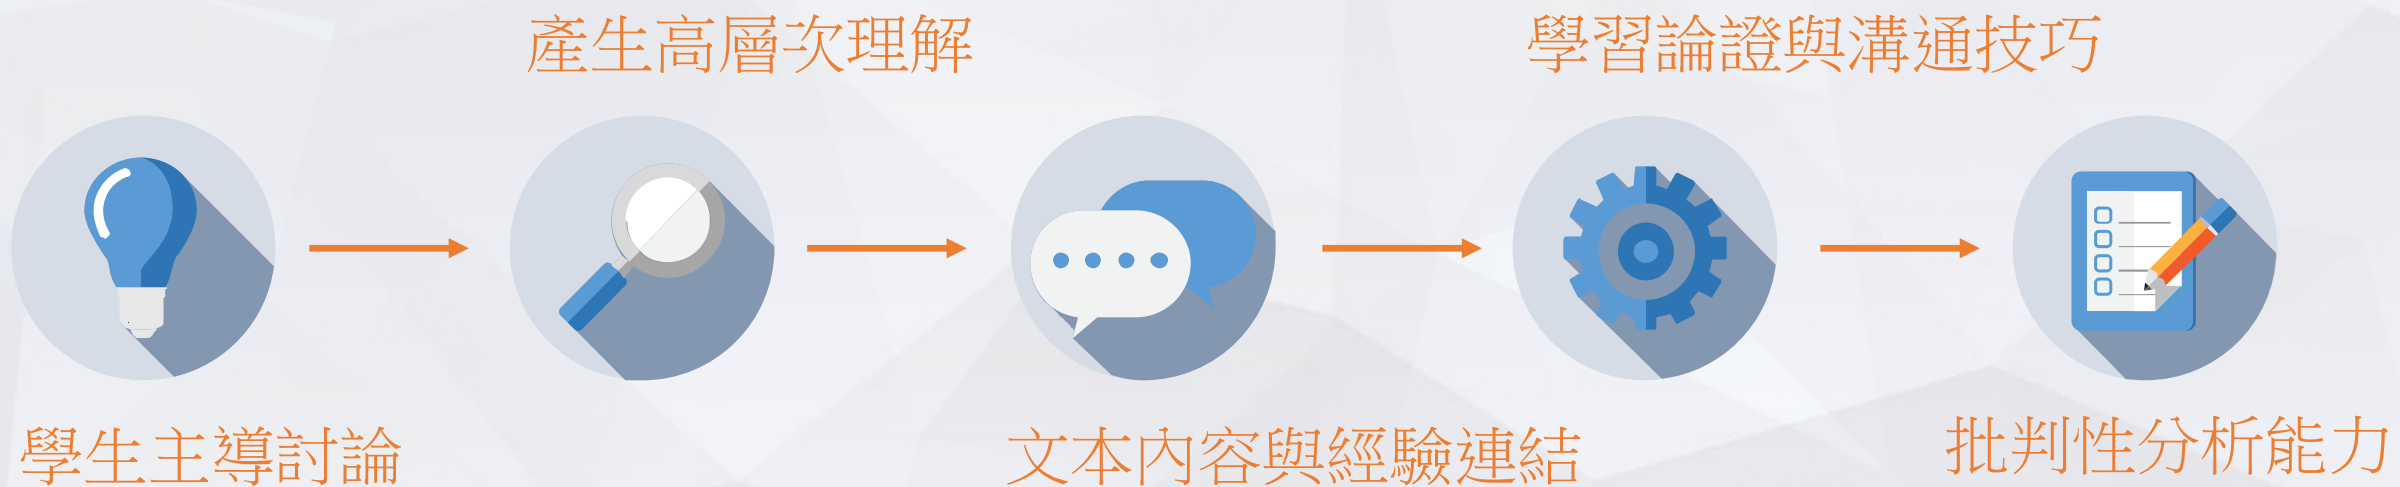 產生高層次理解
學習論證與溝通技巧
學生主導討論
文本內容與經驗連結
批判性分析能力